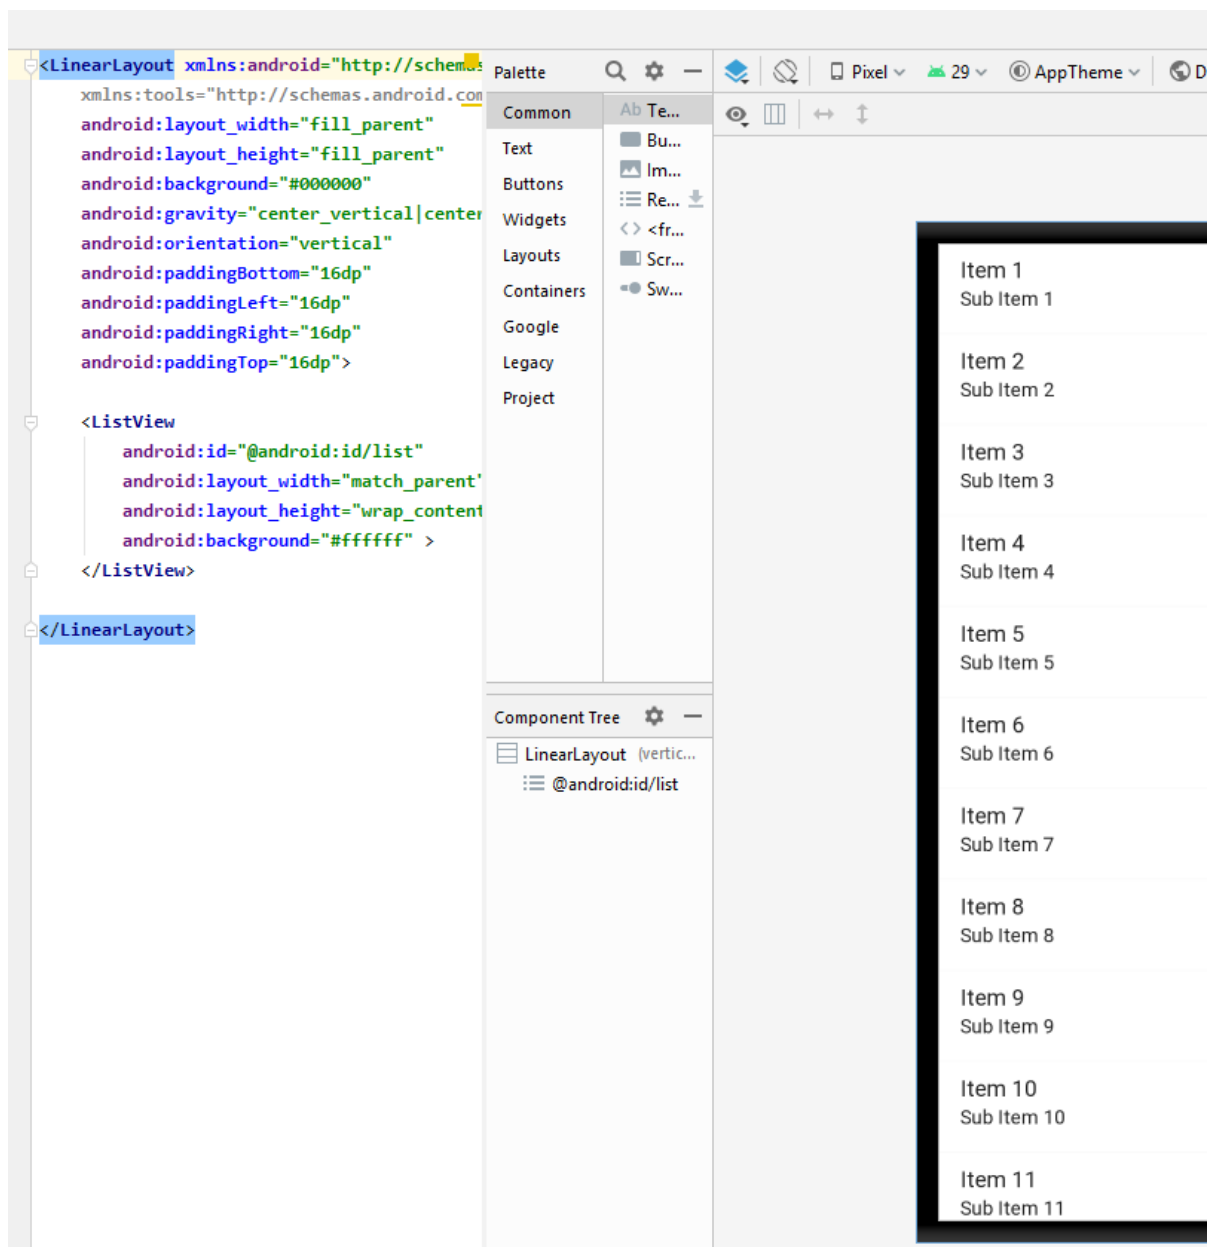 <LinearLayout xmlns:android="http://schemas
xmlns:tools="http://schemas.android.com
android:layout_width="fill_parent"
android:layout_height="fill_parent"
android:background="#000000"
android:gravity="center_vertical|center
android:orientation="vertical"
android:paddingBottom="16dp"
android:paddingLeft="16dp"
android:paddingRight="16dp"
android:paddingTop="16dp">
<ListView
android:id="@android:id/list"
android:layout_width="match_parent"
android:layout_height="wrap_content
android:background="#ffffff" >
</ListView>
</LinearLayout>
Palette
Common
Text
Buttons
Widgets
Layouts
Containers
Google
Legacy
Project
Ab Te...
Bu...
Im...
Re...
<fr...
Scr...
Sw...
Component Tree
LinearLayout (vertic...
@android:id/list
Pixel 29 AppTheme D
Item 1
Sub Item 1
Item 2
Sub Item 2
Item 3
Sub Item 3
Item 4
Sub Item 4
Item 5
Sub Item 5
Item 6
Sub Item 6
Item 7
Sub Item 7
Item 8
Sub Item 8
Item 9
Sub Item 9
Item 10
Sub Item 10
Item 11
Sub Item 11